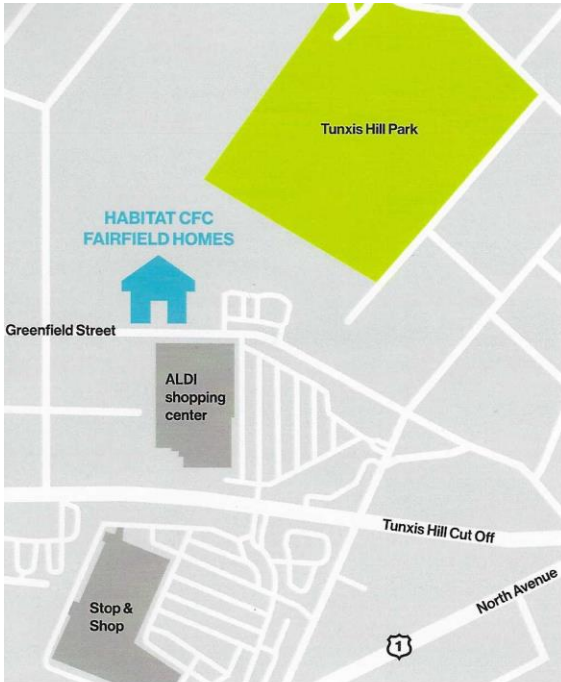 Tunxis Hill Park
HABITAT CFC
FAIRFIELD HOMES
Greenfield Street
ALDI
shopping
center
Tunxis Hill Cut Off
North Avenue
Stop &
Shop
1